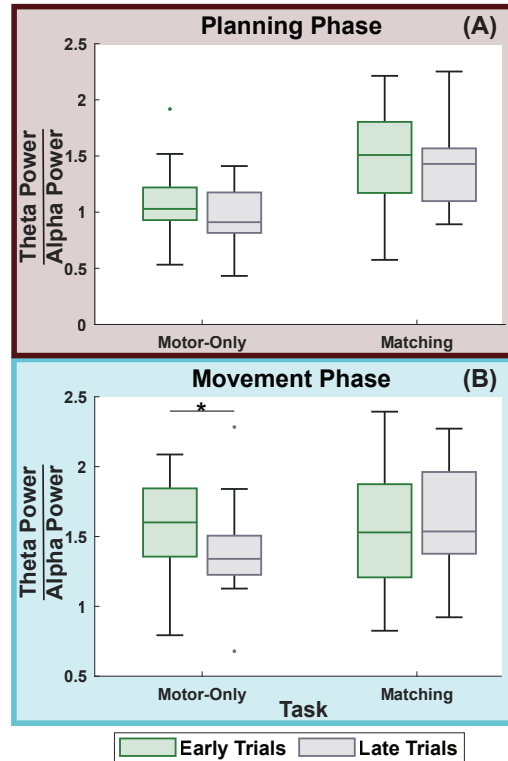 Planning Phase (A)
2.5
2
1.5
1
0.5
0
Theta Power
Alpha Power
Motor-Only Matching
Movement Phase (B)
*
2.5
2
1.5
1
0.5
Theta Power
Alpha Power
Motor-Only Matching
Task
Early Trials Late Trials